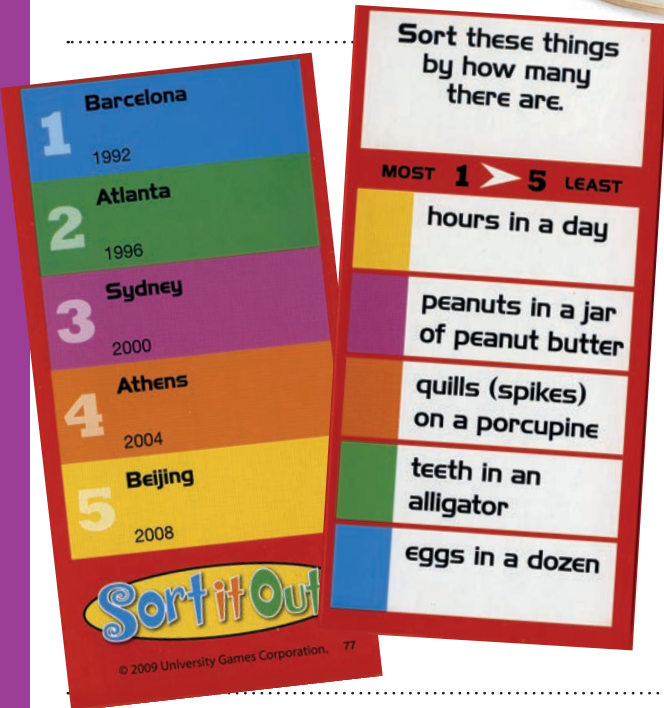 1
Barcelona
1992
2
Atlanta
1996
3
Sydney
2000
4
Athens
2004
5
Beijing
2008
Sort it Out
© 2009 University Games Corporation. 77
Sort these things
by how many
there are.
MOST 1 > 5 LEAST
hours in a day
peanuts in a jar
of peanut butter
quills (spikes)
on a porcupine
teeth in an
alligator
eggs in a dozen